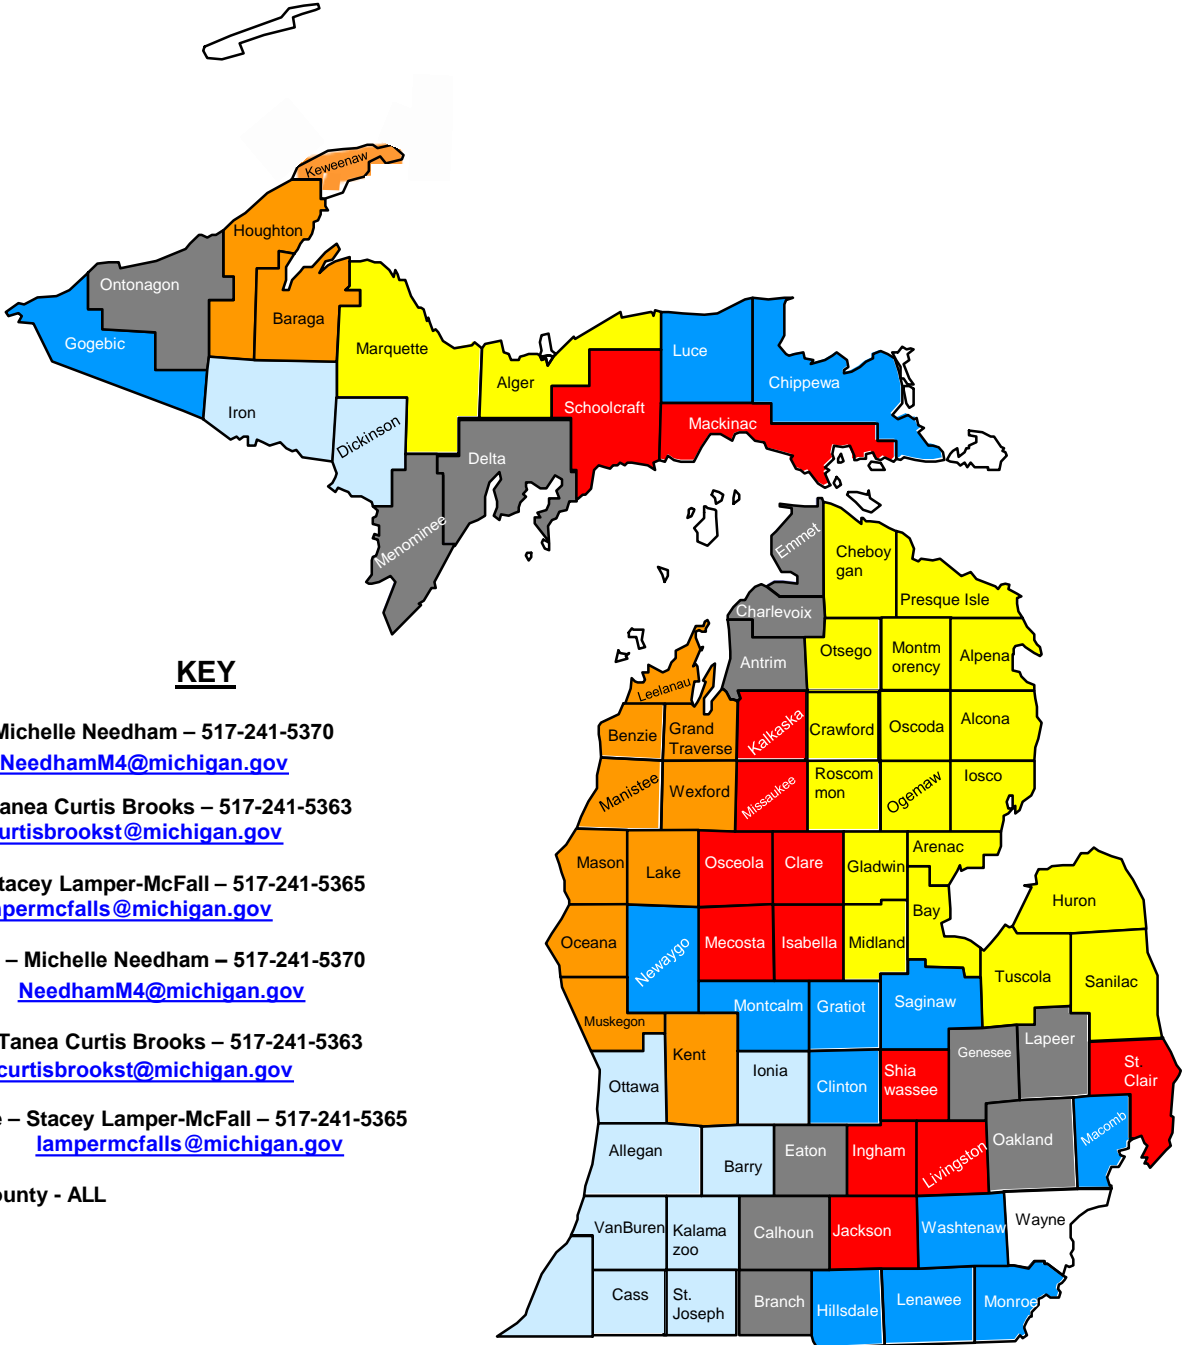 Keweenaw
Houghton
Ontonagon
Baraga
Gogebic
Marquette
Luce
Alger
Chippewa
Iron
Schoolcraft
Mackinac
Dickinson
Delta
Menominee
Emmet
Cheboy
gan
Presque Isle
Charlevoix
Otsego
Montm
orency
Alpena
Antrim
KEY
Leelanau
Michelle Needham – 517-241-5370
NeedhamM4@michigan.gov
Benzie
Grand
Traverse
Kalkaska
Crawford
Oscoda
Alcona
Manistee
Wexford
Missaukee
Roscom
mon
Ogemaw
Iosco
anea Curtis Brooks – 517-241-5363
urtisbrookst@michigan.gov
Mason
Lake
Osceola
Clare
Gladwin
Arenac
tacey Lamper-McFall – 517-241-5365
permcfalls@michigan.gov
Huron
Bay
Oceana
Newaygo
Mecosta
Isabella
Midland
– Michelle Needham – 517-241-5370
NeedhamM4@michigan.gov
Tuscola
Sanilac
Muskegon
Montcalm
Gratiot
Saginaw
Tanea Curtis Brooks – 517-241-5363
curtisbrookst@michigan.gov
Kent
Genesee
Lapeer
Ottawa
Ionia
Clinton
Shia
wassee
St
Clair
e – Stacey Lamper-McFall – 517-241-5365
lampermcfalls@michigan.gov
Allegan
Barry
Eaton
Ingham
Livingston
Oakland
Macomb
ounty - ALL
VanBuren
Kalama
zoo
Calhoun
Jackson
Washtenaw
Wayne
Cass
St.
Joseph
Branch
Hillsdale
Lenawee
Monroe